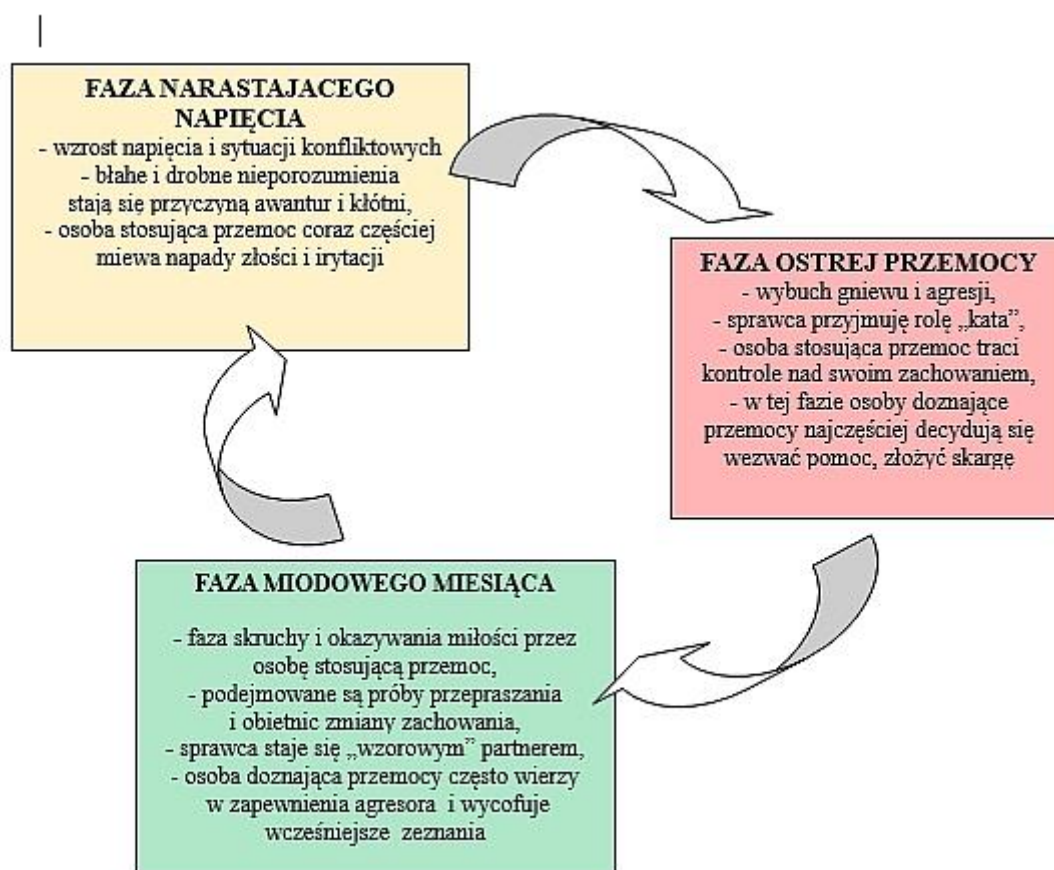 FAZA NARASTAJACEGO
NAPIĘCIA
- wzrost napięcia i sytuacji konfliktowych
- błahe i drobne nieporozumienia
stają się przyczyną awantur i kłótni,
- osoba stosująca przemoc coraz częściej
miewa napady złości i irytacji
FAZA OSTREJ PRZEMOCY
- wybuch gniewu i agresji,
- sprawca przyjmuję rolę „kata”,
- osoba stosująca przemoc traci
kontrole nad swoim zachowaniem,
- w tej fazie osoby doznające
przemocy najczęściej decydują się
wezwać pomoc, złożyć skargę
FAZA MIODOWEGO MIESIĄCA
- faza skruchy i okazywania miłości przez
osobę stosującą przemoc,
- podejmowane są próby przepraszania
i obietnic zmiany zachowania,
- sprawca staje się „wzorowym” partnerem,
- osoba doznająca przemocy często wierzy
w zapewnienia agresora i wycofuje
wcześniejsze zeznania